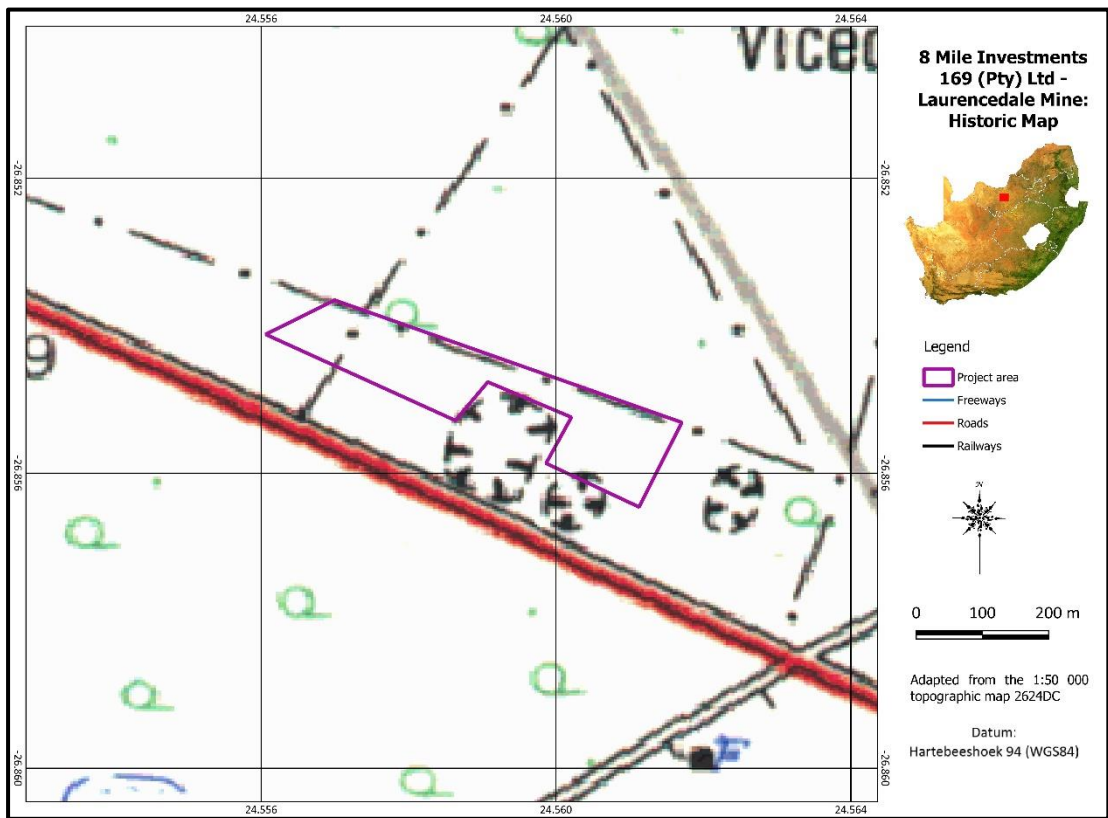 24.556
24.560
24.564
Viced
-26.852
-26.852
9
-26.856
-26.856
-26.860
-26.860
24.556
24.560
24.564
8 Mile Investments
169 (Pty) Ltd -
Laurencedale Mine:
Historic Map
Legend
Project area
Freeways
Roads
Railways
N
0 100 200 m
Adapted from the 1:50 000
topographic map 2624DC
Datum:
Hartebeeshoek 94 (WGS84)